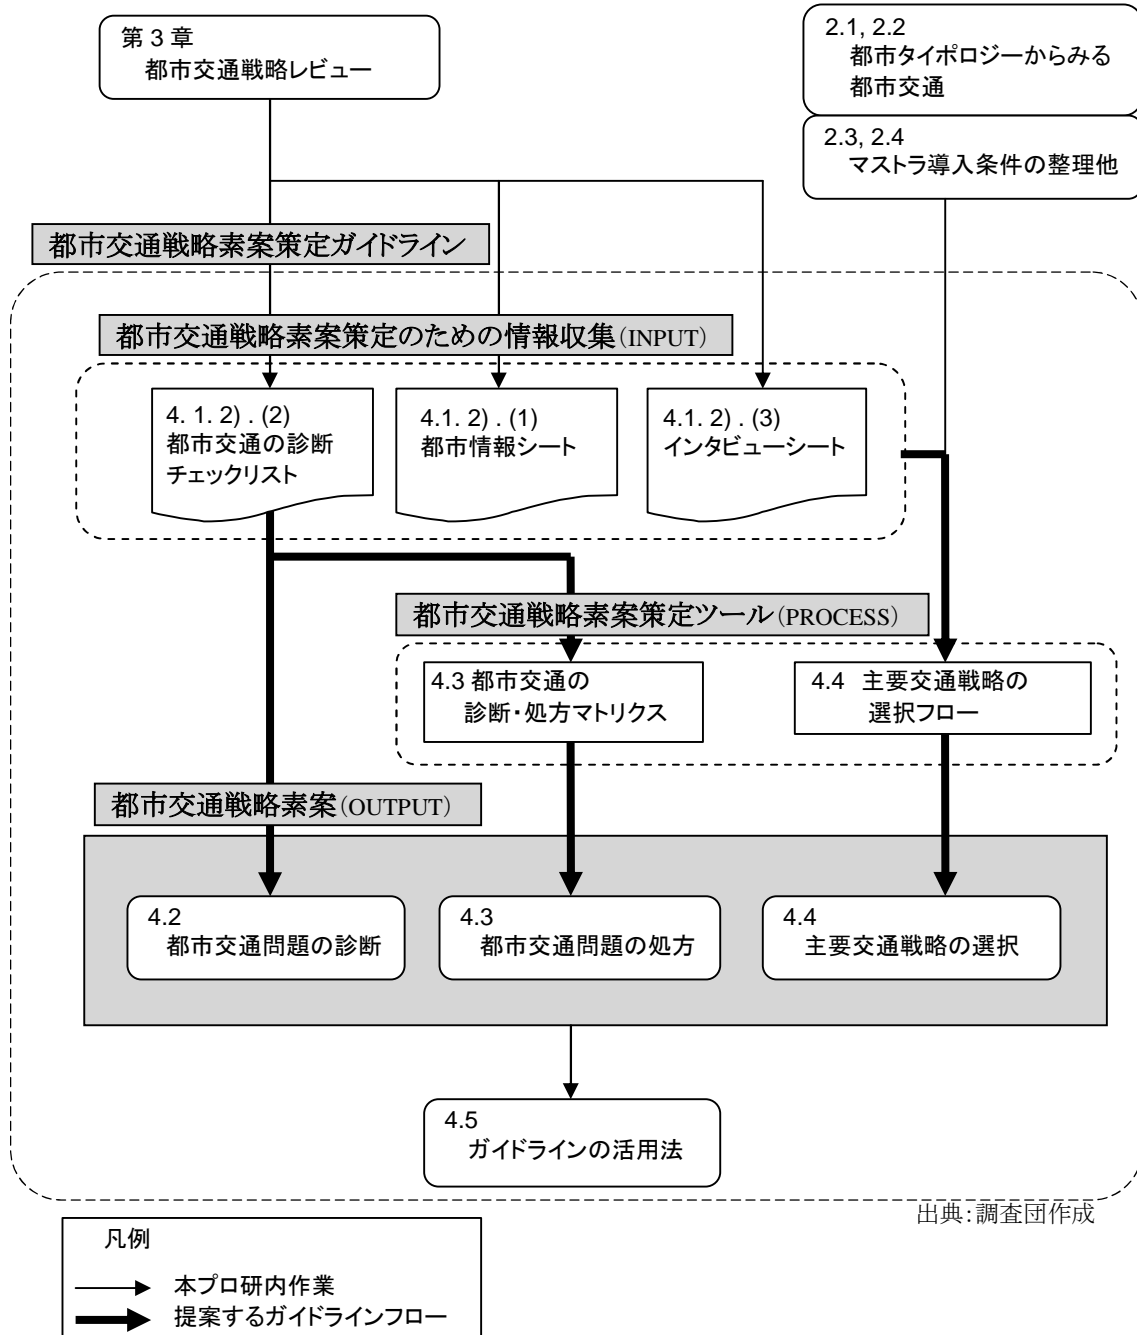 第 3 章
都市交通戦略レビュー
2.1, 2.2
都市タイポロジーからみる
都市交通
2.3, 2.4
マストラ導入条件の整理他
都市交通戦略素案策定ガイドライン
都市交通戦略素案策定のための情報収集(INPUT)
4. 1. 2) . (2)
都市交通の診断
チェックリスト
4.1. 2) . (1)
都市情報シート
4.1. 2) . (3)
インタビューシート
都市交通戦略素案策定ツール(PROCESS)
4.3 都市交通の
診断・処方マトリクス
4.4 主要交通戦略の
選択フロー
都市交通戦略素案(OUTPUT)
4.2
都市交通問題の診断
4.3
都市交通問題の処方
4.4
主要交通戦略の選択
4.5
ガイドラインの活用法
出典:調査団作成
凡例
本プロ研内作業
提案するガイドラインフロー